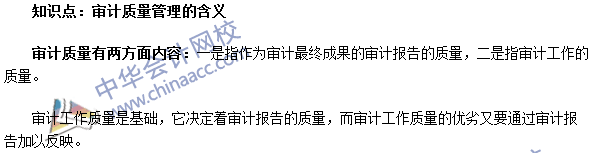 知识点：审计质量管理的含义
审计质量有两方面内容：一是指作为审计最终成果的审计报告的质量，二是指审计工作的
质量。
中华会计网校
www.chinaacc.com
审计工作质量是基础，它决定着审计报告的质量，而审计工作质量的优劣又要通过审计报
告加以反映。